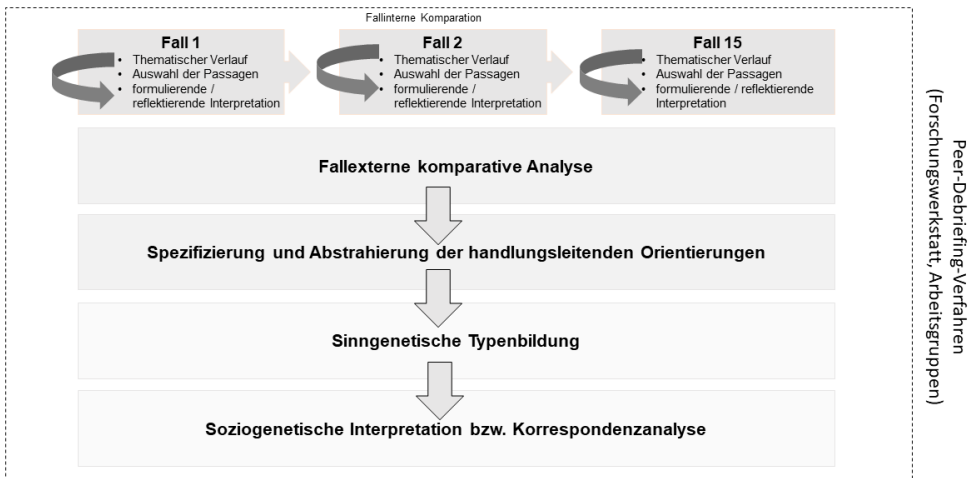 Fallinterne Komparation
Fall 1
• Thematischer Verlauf
• Auswahl der Passagen
• formulierende /
reflektierende Interpretation
Fall 2
• Thematischer Verlauf
• Auswahl der Passagen
• formulierende /
reflektierende Interpretation
Fall 15
• Thematischer Verlauf
• Auswahl der Passagen
• formulierende / reflektierende
Interpretation
Fallexterne komparative Analyse
Spezifizierung und Abstrahierung der handlungsleitenden Orientierungen
Sinngenetische Typenbildung
Soziogenetische Interpretation bzw. Korrespondenzanalyse
Peer-Debriefing-Verfahren
(Forschungswerkstatt, Arbeitsgruppen)